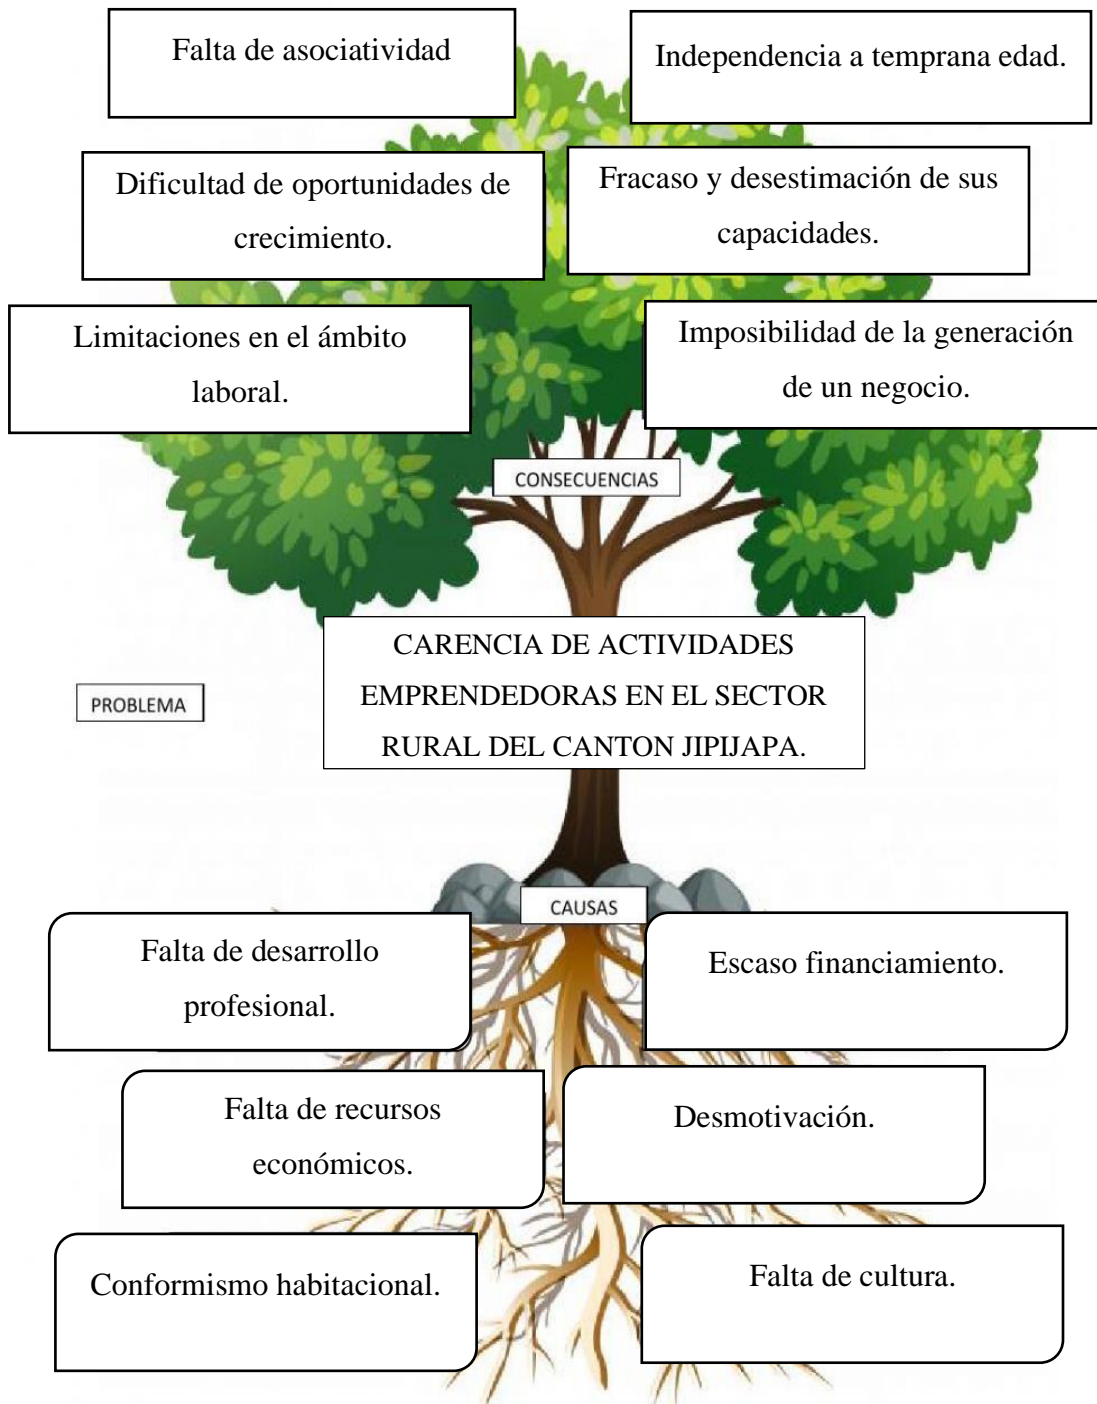 Falta de asociatividad
Independencia a temprana edad.
Dificultad de oportunidades de
crecimiento.
Fracaso y desestimación de sus
capacidades.
Limitaciones en el ámbito
laboral.
Imposibilidad de la generación
de un negocio.
CONSECUENCIAS
CARENCIA DE ACTIVIDADES
EMPRENDEDORAS EN EL SECTOR
RURAL DEL CANTON JIPIJAPA.
PROBLEMA
CAUSAS
Falta de desarrollo
profesional.
Escaso financiamiento.
Falta de recursos
económicos.
Desmotivación.
Conformismo habitacional.
Falta de cultura.